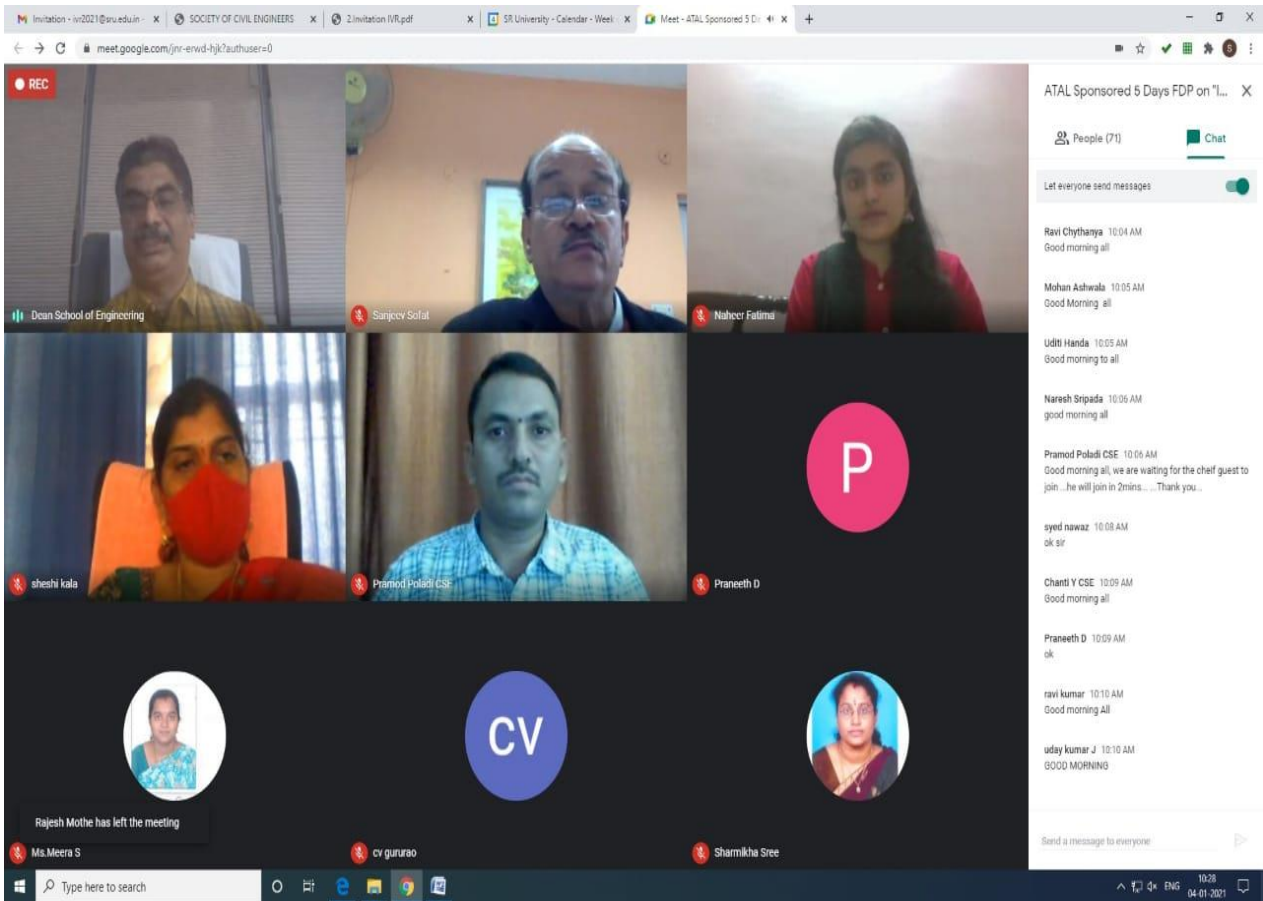 Invitation - ivr2021@sru.edu.in -
SOCIETY OF CIVIL ENGINEERS
2.Invitation IVR.pdf
SR University - Calendar - Week
Meet - ATAL Sponsored 5 D
meet.google.com/jnr-erwd-hjk?authuser=0
S
REC
Dean School of Engineering
Sanjeev Sofat
Naheer Fatima
sheshi kala
Pramod Poladi CSE
P
Praneeth D
Rajesh Mothe has left the meeting
Ms.Meera S
CV
cv gururao
Sharmikha Sree
ATAL Sponsored 5 Days FDP on "I...
People (71)
Chat
Let everyone send messages
Ravi Chythanya 10:04 AM
Good morning all
Mohan Ashwala 10:05 AM
Good Morning all
Uditi Handa 10:05 AM
Good morning to all
Naresh Sripada 10:06 AM
good morning all
Pramod Poladi CSE 10:06 AM
Good morning all, we are waiting for the cheif guest to
join ...he will join in 2mins... ...Thank you...
syed nawaz 10:08 AM
ok sir
Chanti Y CSE 10:09 AM
Good morning all
Praneeth D 10:09 AM
ok
ravi kumar 10:10 AM
Good morning All
uday kumar J 10:10 AM
GOOD MORNING
Send a message to everyone
Type here to search
ENG
10:28
04-01-2021